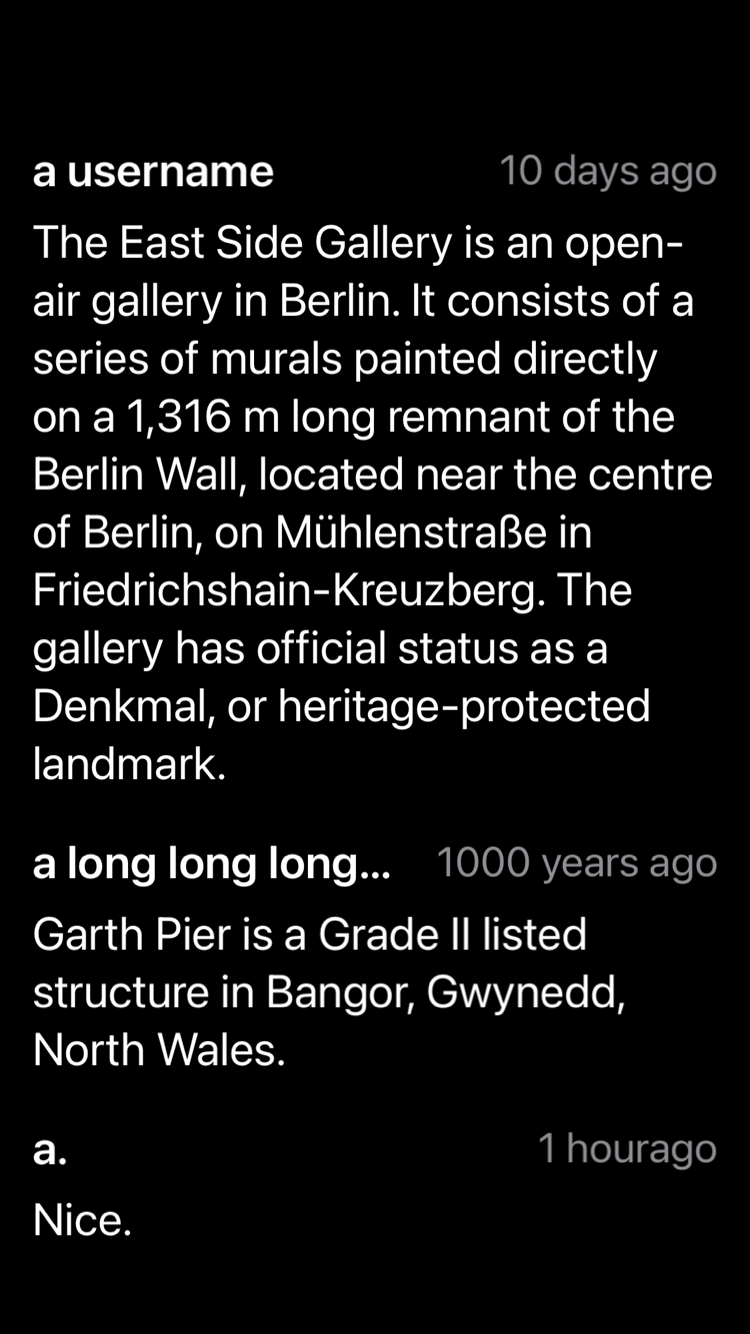 a username 10 days ago
The East Side Gallery is an open-
air gallery in Berlin. It consists of a
series of murals painted directly
on a 1,316 m long remnant of the
Berlin Wall, located near the centre
of Berlin, on Mühlenstraße in
Friedrichshain-Kreuzberg. The
gallery has official status as a
Denkmal, or heritage-protected
landmark.
a long long long... 1000 years ago
Garth Pier is a Grade II listed
structure in Bangor, Gwynedd,
North Wales.
a. 1 hourago
Nice.